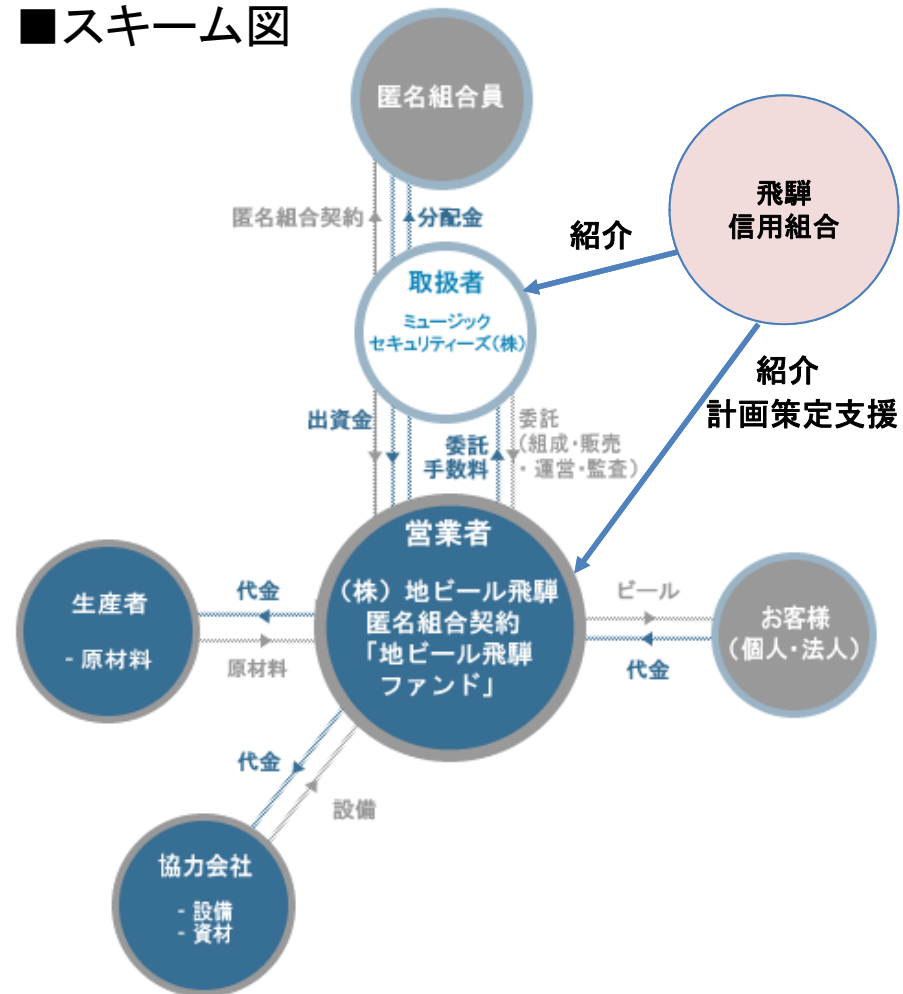 ■スキーム図
匿名組合員
飛騨
信用組合
匿名組合契約
分配金
紹介
取扱者
ミュージック
セキュリティーズ(株)
紹介
計画策定支援
出資金
委託
手数料
委託
(組成・販売
・運営・監査)
営業者
(株)地ビール飛騨
匿名組合契約
「地ビール飛騨
ファンド」
生産者
- 原材料
代金
原材料
ビール
代金
お客様
(個人・法人)
代金
設備
協力会社
- 設備
- 資材